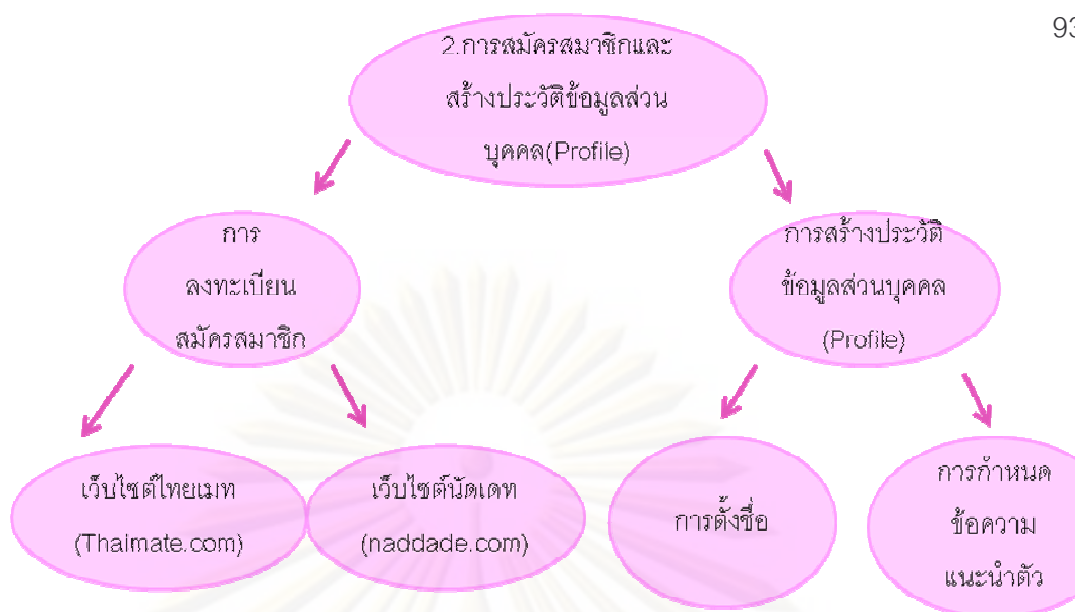 93
2.การสมัครสมาชิกและ
สร้างประวัติข้อมูลส่วน
บุคคล(Profile)
การ
ลงทะเบียน
สมัครสมาชิก
การสร้างประวัติ
ข้อมูลส่วนบุคคล
(Profile)
เว็บไซต์ไทยเมท
(Thaimate.com)
เว็บไซต์นัดเดท
(naddade.com)
การตั้งชื่อ
การกำหนด
ข้อความ
แนะนำตัว